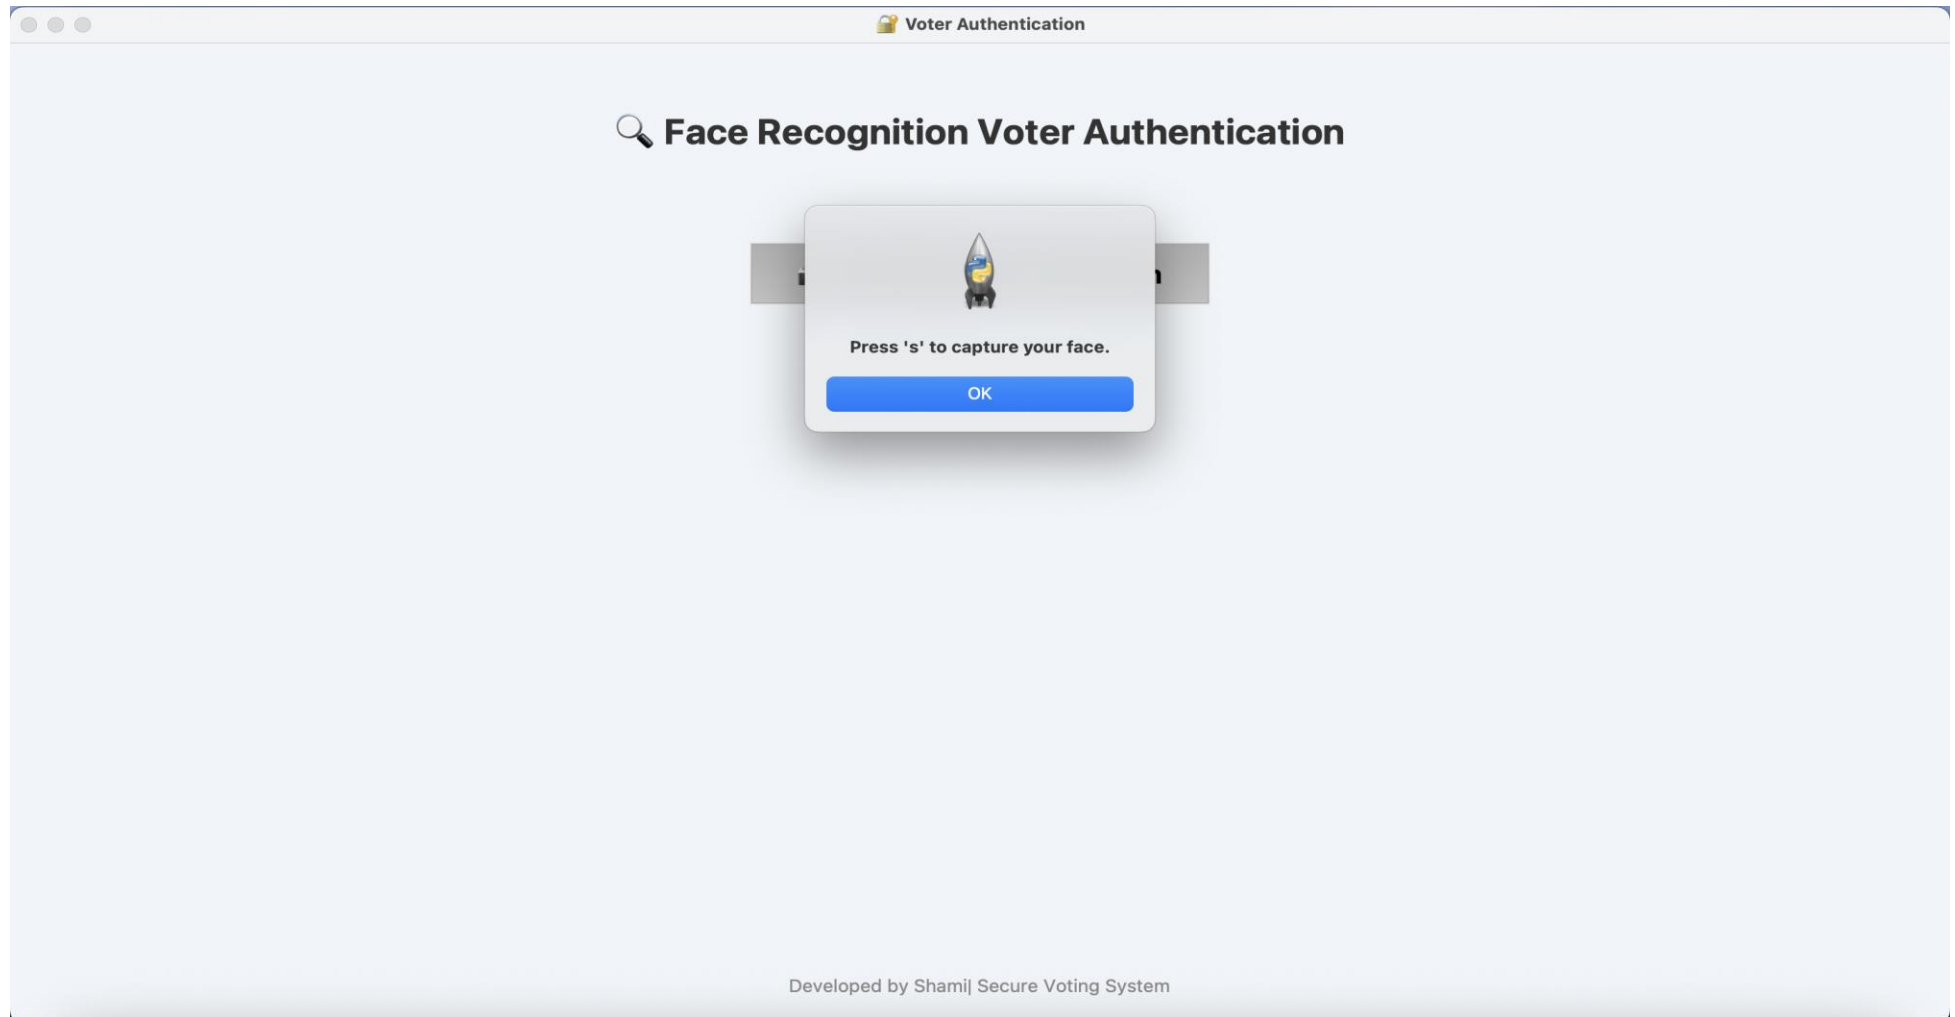 🔐 Voter Authentication
🔍 Face Recognition Voter Authentication
Press 's' to capture your face.
OK
Developed by Shami| Secure Voting System